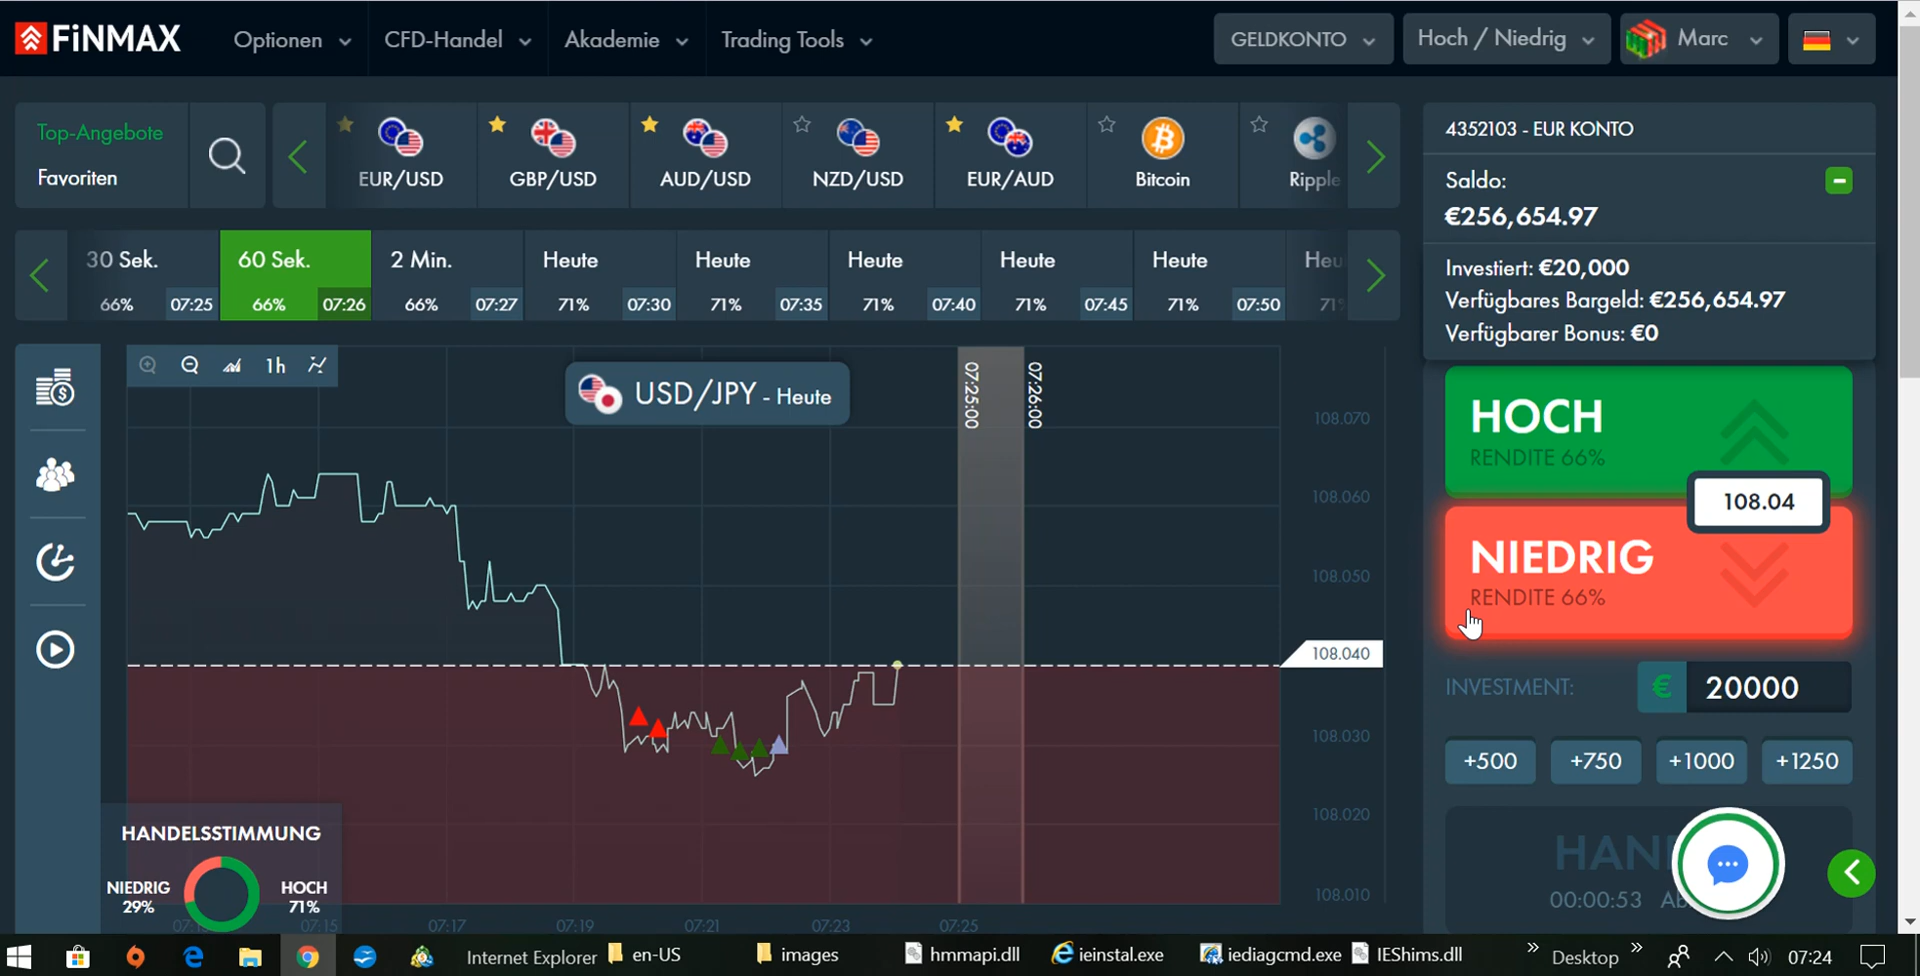 FiNMAX
Optionen
CFD-Handel
Akademie
Trading Tools
GELDKONTO
Hoch / Niedrig
Marc
Top-Angebote
Favoriten
EUR/USD
GBP/USD
AUD/USD
NZD/USD
EUR/AUD
Bitcoin
Ripple
4352103 - EUR KONTO
Saldo:
€256,654.97
Investiert: €20,000
Verfügbares Bargeld: €256,654.97
Verfügbarer Bonus: €0
30 Sek.
66% 07:25
60 Sek.
66% 07:26
2 Min.
66% 07:27
Heute
71% 07:30
Heute
71% 07:35
Heute
71% 07:40
Heute
71% 07:45
Heute
71% 07:50
Heu
71%
1h
USD/JPY - Heute
07:25:00
07:26:00
108.070
108.060
108.050
108.040
108.030
108.020
108.010
HOCH
RENDITE 66%
108.04
NIEDRIG
RENDITE 66%
INVESTMENT:
€ 20000
+500
+750
+1000
+1250
HAN
00:00:53
HANDELSSTIMMUNG
NIEDRIG
29%
HOCH
71%
07:15
07:17
07:19
07:21
07:23
07:25
Internet Explorer
en-US
images
hmmapi.dll
ieinstal.exe
iediagcmd.exe
IEShims.dll
Desktop
07:24